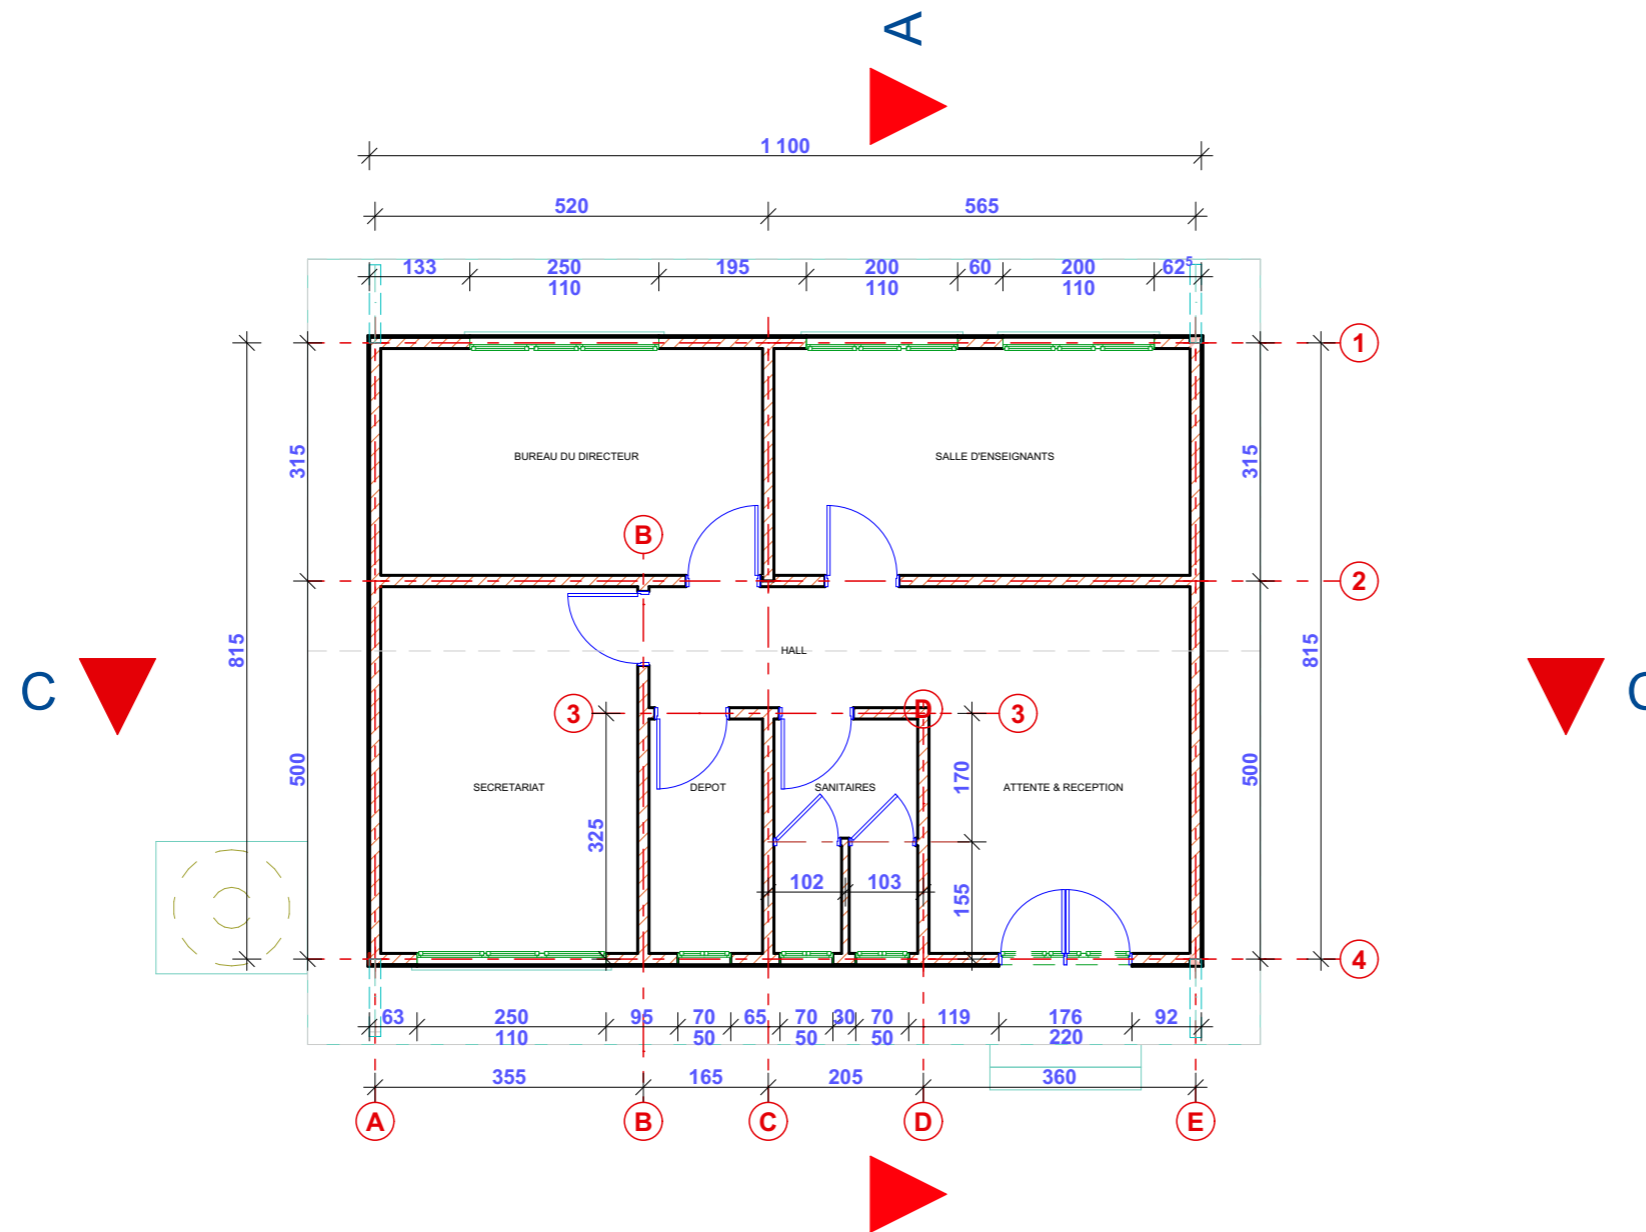 A
1 100
520 565
133 250 195 200 60 200 62⁵
110 110 110
1
315 315
BUREAU DU DIRECTEUR SALLE D'ENSEIGNANTS
B
2
815 HALL 815
C C
3 D 3
500 170 500
SECRETARIAT DEPOT SANITAIRES ATTENTE & RECEPTION
325
102 103 155
4
63 250 95 70 65 70 30 70 119 176 92
110 50 50 50 220
355 165 205 360
A B C D E